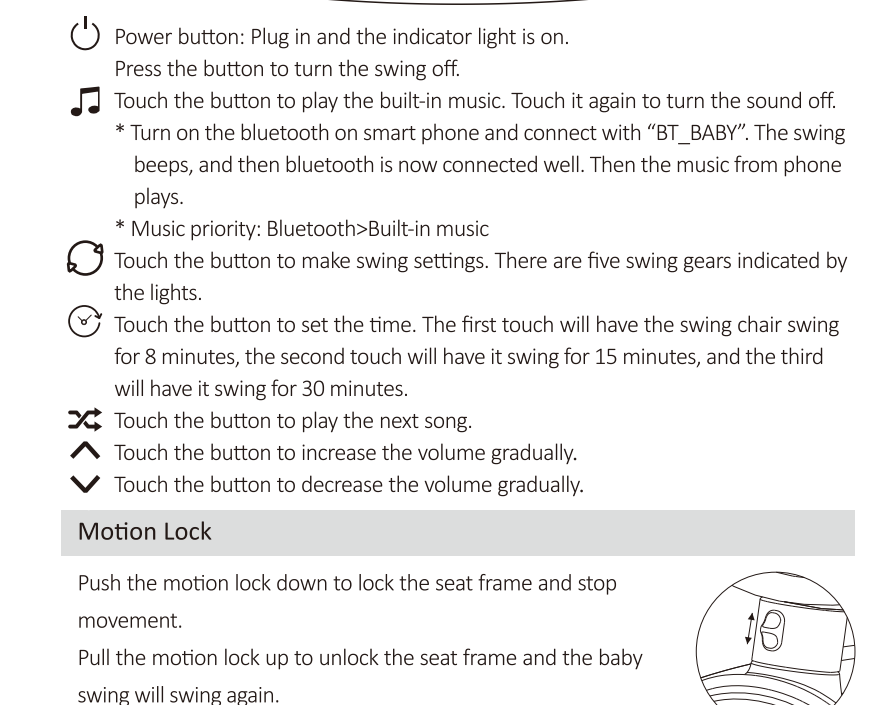 Power button: Plug in and the indicator light is on.
Press the button to turn the swing off.
Touch the button to play the built-in music. Touch it again to turn the sound off.
* Turn on the bluetooth on smart phone and connect with “BT_BABY”. The swing
beeps, and then bluetooth is now connected well. Then the music from phone
plays.
* Music priority: Bluetooth>Built-in music
Touch the button to make swing settings. There are five swing gears indicated by
the lights.
Touch the button to set the time. The first touch will have the swing chair swing
for 8 minutes, the second touch will have it swing for 15 minutes, and the third
will have it swing for 30 minutes.
Touch the button to play the next song.
Touch the button to increase the volume gradually.
Touch the button to decrease the volume gradually.
Motion Lock
Push the motion lock down to lock the seat frame and stop
movement.
Pull the motion lock up to unlock the seat frame and the baby
swing will swing again.